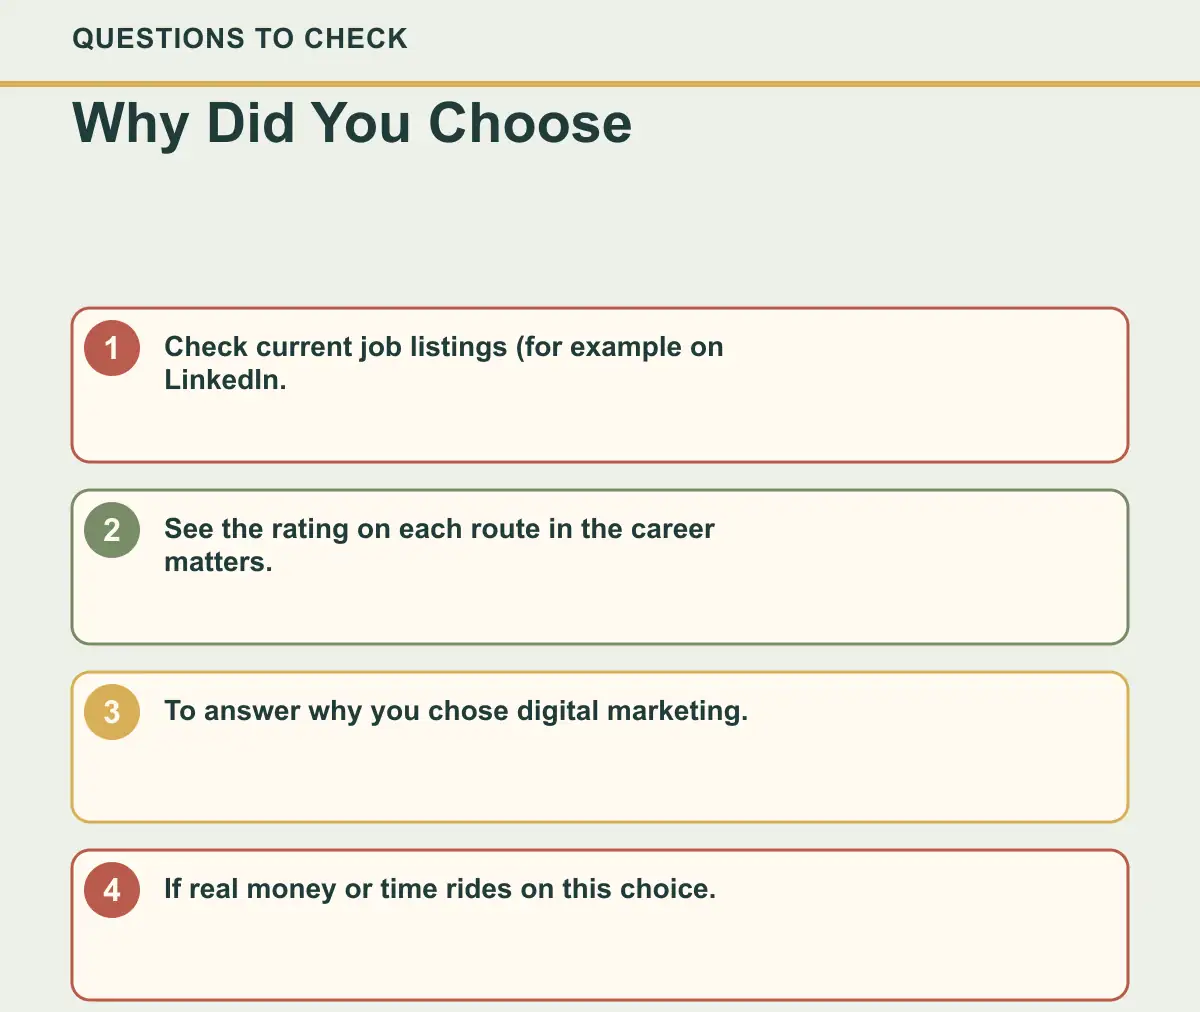 QUESTIONS TO CHECK
Why Did You Choose
1
Check current job listings (for example on
LinkedIn.
2
See the rating on each route in the career
matters.
3
To answer why you chose digital marketing.
4
If real money or time rides on this choice.